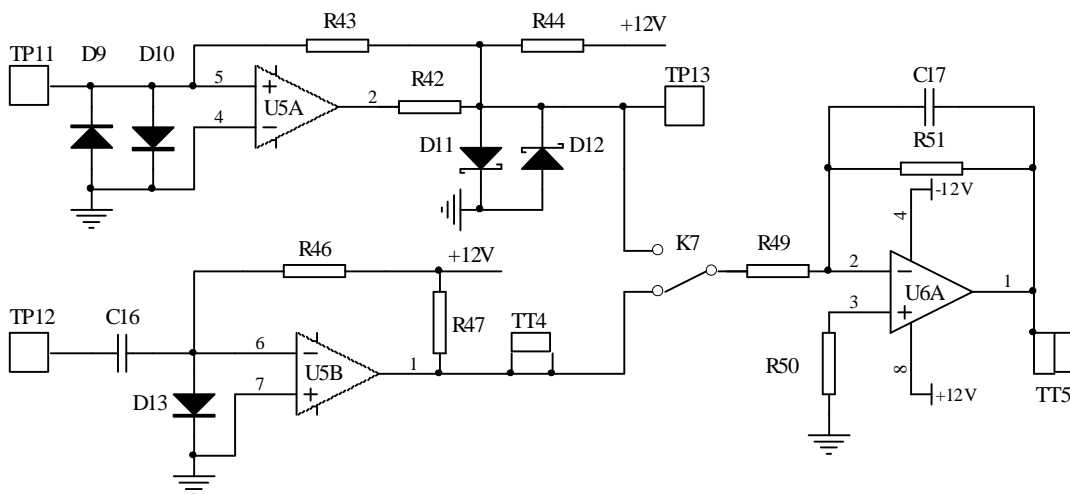 R43
R44
+12V
TP11
D9
D10
TP13
5
U5A
2
R42
4
C17
R51
D11
D12
-12V
4
K7
R49
R46
+12V
2
U6A
1
3
TP12
C16
R47
TT4
6
U5B
1
R50
8
7
D13
+12V
TT5